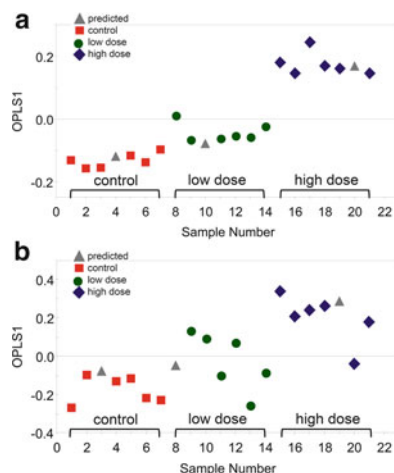 a
predicted
control
low dose
high dose
0.2
0.0
-0.2
OPLS1
control
low dose
high dose
0 2 4 6 8 10 12 14 16 18 20 22
Sample Number
b
predicted
control
low dose
high dose
0.4
0.2
-0.0
-0.2
-0.4
OPLS1
control
low dose
high dose
0 2 4 6 8 10 12 14 16 18 20 22
Sample Number